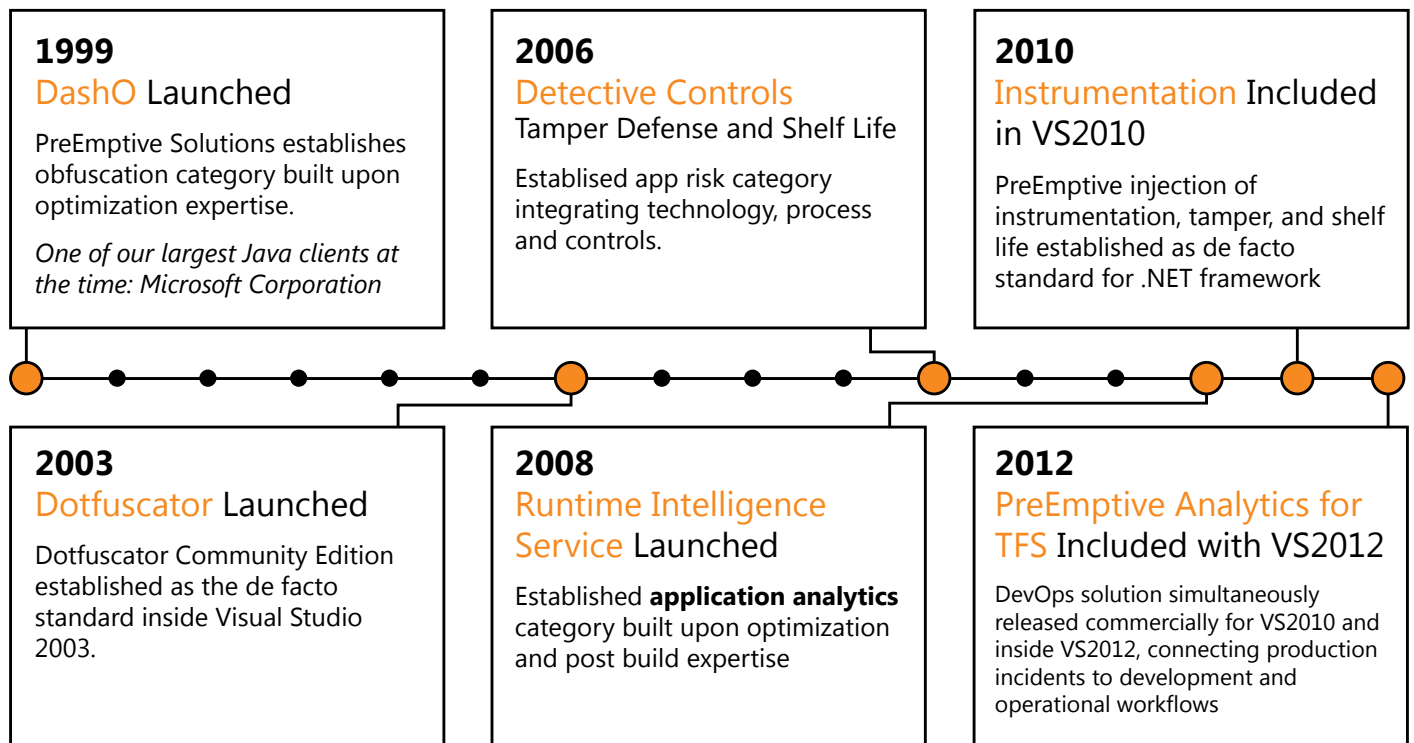 1999
DashO Launched
PreEmptive Solutions establishes
obfuscation category built upon
optimization expertise.
One of our largest Java clients at
the time: Microsoft Corporation
2006
Detective Controls
Tamper Defense and Shelf Life
Establised app risk category
integrating technology, process
and controls.
2010
Instrumentation Included
in VS2010
PreEmptive injection of
instrumentation, tamper, and shelf
life established as de facto
standard for .NET framework
2003
Dotfuscator Launched
Dotfuscator Community Edition
established as the de facto
standard inside Visual Studio
2003.
2008
Runtime Intelligence
Service Launched
Established application analytics
category built upon optimization
and post build expertise
2012
PreEmptive Analytics for
TFS Included with VS2012
DevOps solution simultaneously
released commercially for VS2010 and
inside VS2012, connecting production
incidents to development and
operational workflows